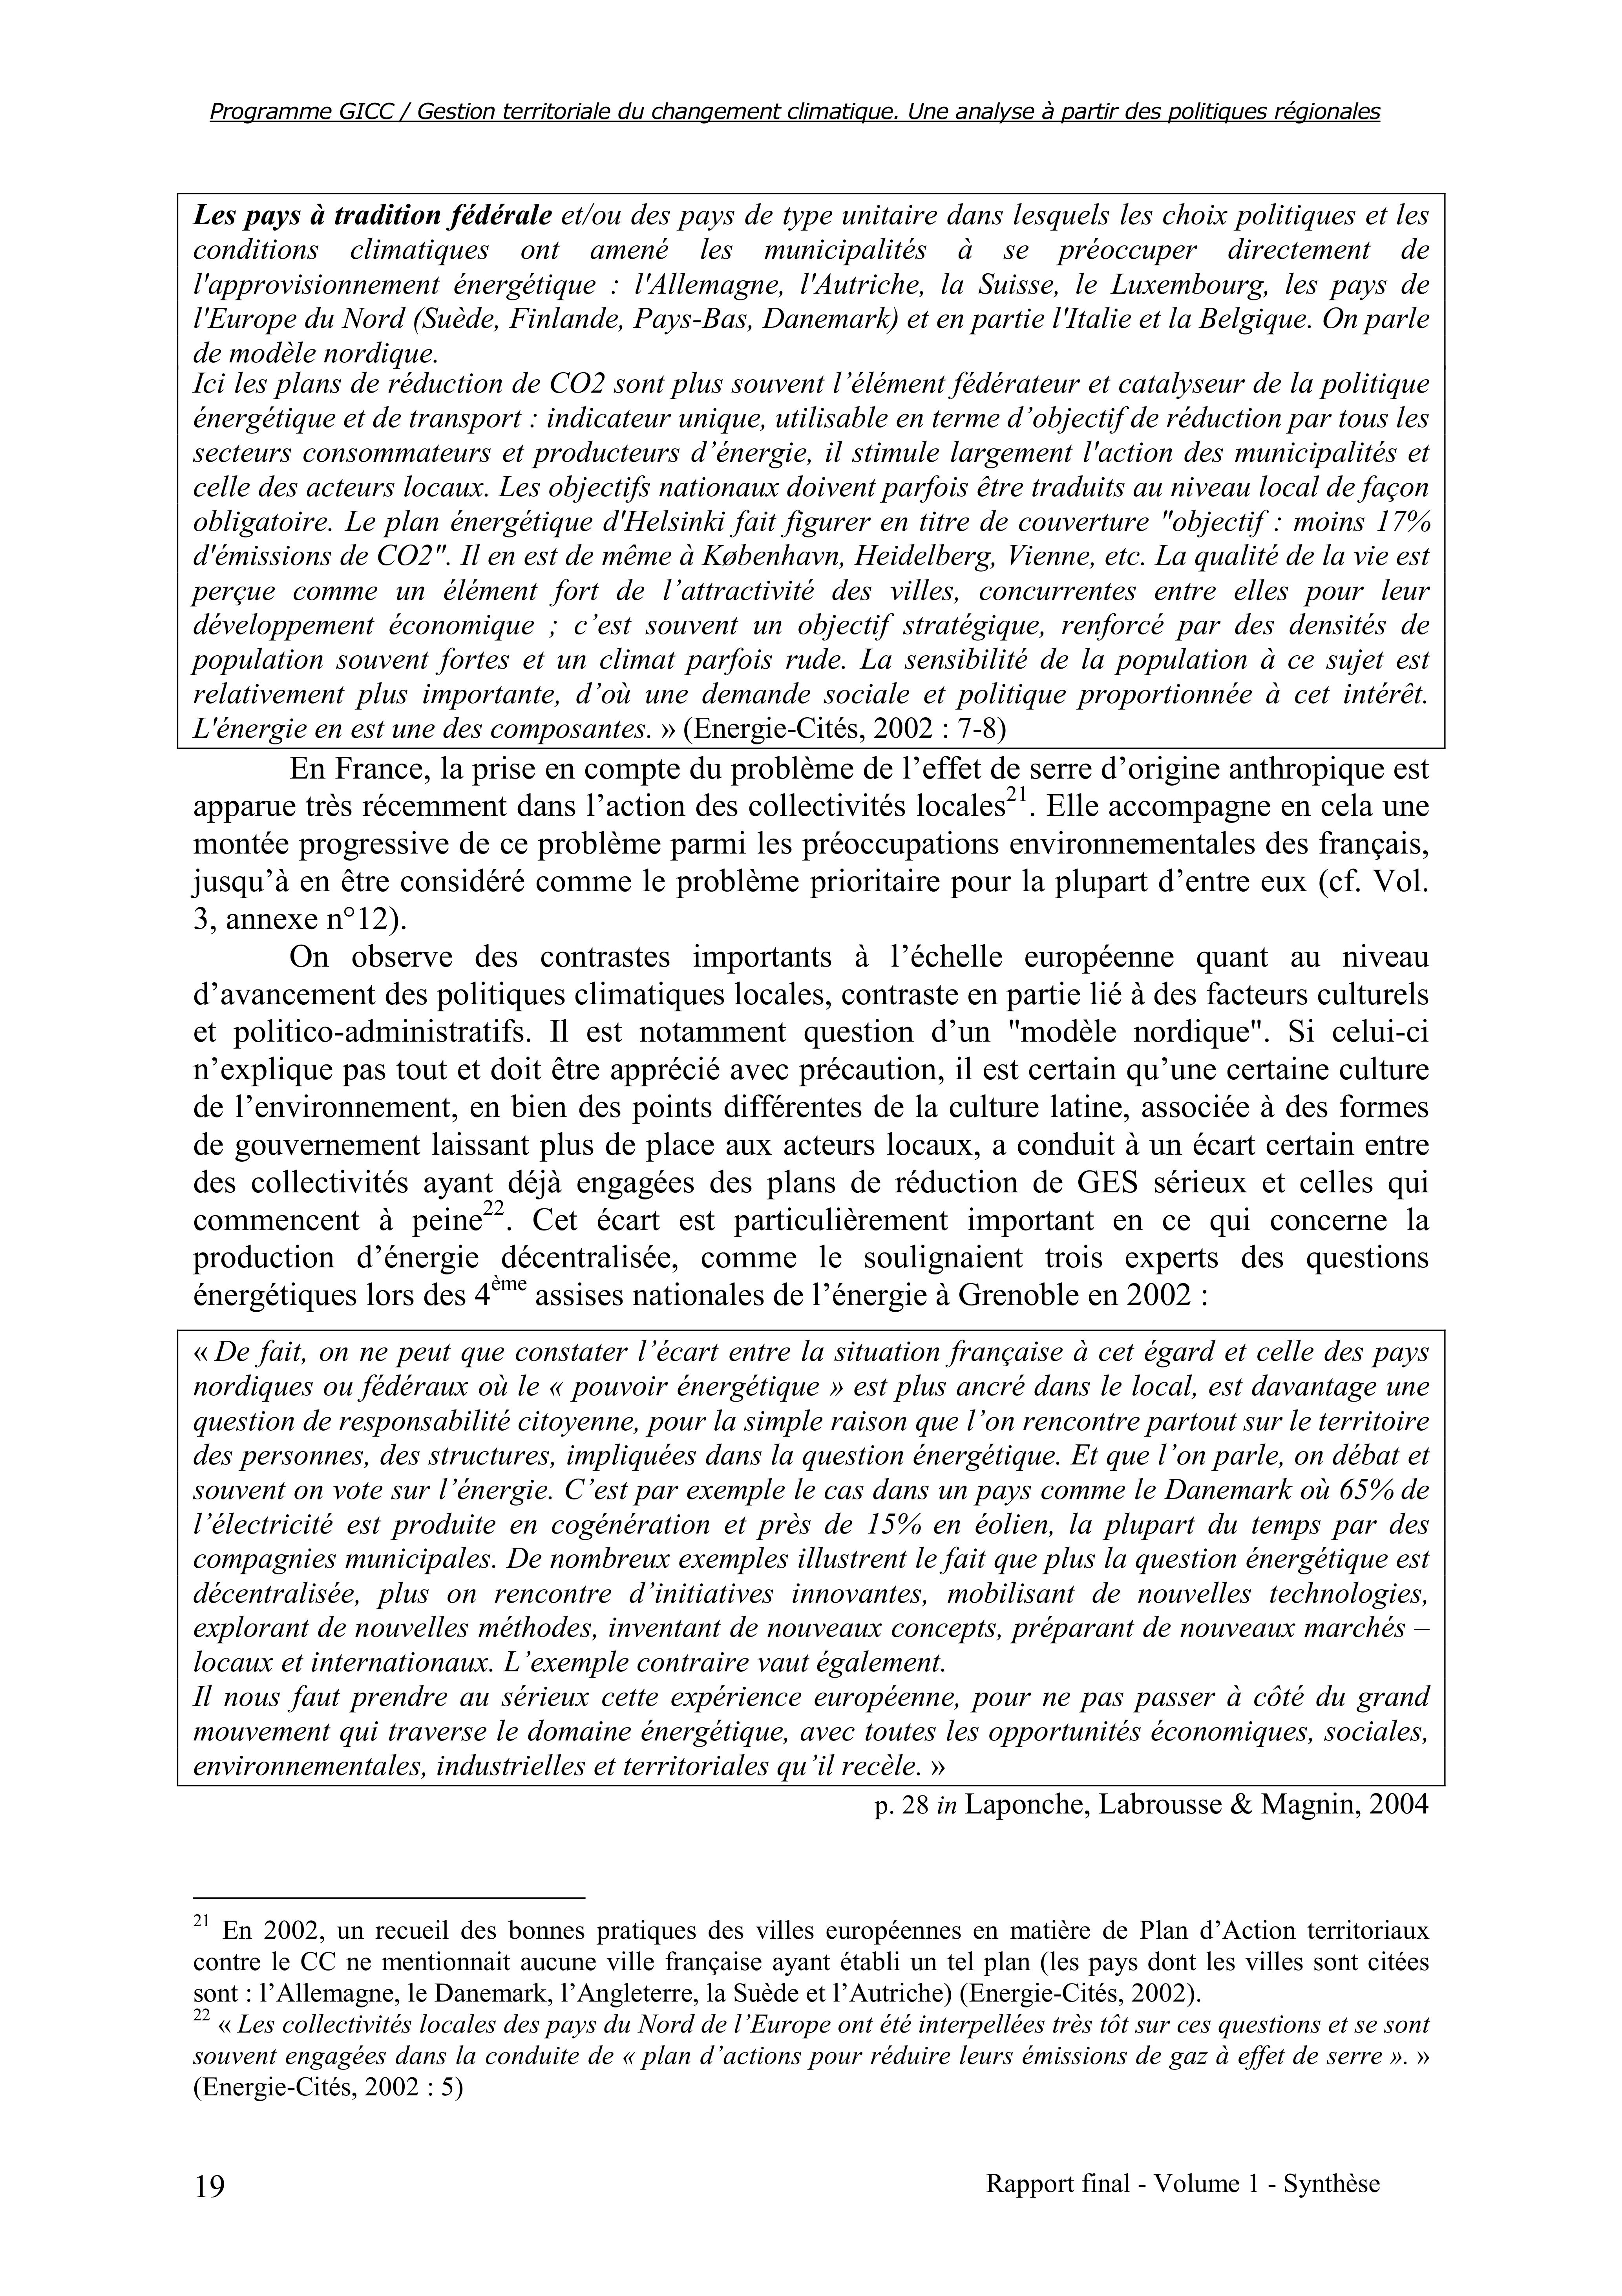 Programme GICC / Gestion territoriale du changement climatique. Une analyse à partir des politiques régionales
Les pays à tradition fédérale et/ou des pays de type unitaire dans lesquels les choix politiques et les
conditions climatiques ont amené les municipalités à se préoccuper directement de
l'approvisionnement énergétique : l'Allemagne, l'Autriche, la Suisse, le Luxembourg, les pays de
l'Europe du Nord (Suède, Finlande, Pays-Bas, Danemark) et en partie l'Italie et la Belgique. On parle
de modèle nordique.
Ici les plans de réduction de CO2 sont plus souvent l’élément fédérateur et catalyseur de la politique
énergétique et de transport : indicateur unique, utilisable en terme d’objectif de réduction par tous les
secteurs consommateurs et producteurs d’énergie, il stimule largement l'action des municipalités et
celle des acteurs locaux. Les objectifs nationaux doivent parfois être traduits au niveau local de façon
obligatoire. Le plan énergétique d'Helsinki fait figurer en titre de couverture "objectif : moins 17%
d'émissions de CO2". Il en est de même à København, Heidelberg, Vienne, etc. La qualité de la vie est
perçue comme un élément fort de l’attractivité des villes, concurrentes entre elles pour leur
développement économique ; c’est souvent un objectif stratégique, renforcé par des densités de
population souvent fortes et un climat parfois rude. La sensibilité de la population à ce sujet est
relativement plus importante, d’où une demande sociale et politique proportionnée à cet intérêt.
L'énergie en est une des composantes. » (Energie-Cités, 2002 : 7-8)
En France, la prise en compte du problème de l’effet de serre d’origine anthropique est
apparue très récemment dans l’action des collectivités locales21. Elle accompagne en cela une
montée progressive de ce problème parmi les préoccupations environnementales des français,
jusqu’à en être considéré comme le problème prioritaire pour la plupart d’entre eux (cf. Vol.
3, annexe n°12).
On observe des contrastes importants à l’échelle européenne quant au niveau
d’avancement des politiques climatiques locales, contraste en partie lié à des facteurs culturels
et politico-administratifs. Il est notamment question d’un "modèle nordique". Si celui-ci
n’explique pas tout et doit être apprécié avec précaution, il est certain qu’une certaine culture
de l’environnement, en bien des points différentes de la culture latine, associée à des formes
de gouvernement laissant plus de place aux acteurs locaux, a conduit à un écart certain entre
des collectivités ayant déjà engagées des plans de réduction de GES sérieux et celles qui
commencent à peine22. Cet écart est particulièrement important en ce qui concerne la
production d’énergie décentralisée, comme le soulignaient trois experts des questions
énergétiques lors des 4ème assises nationales de l’énergie à Grenoble en 2002 :
« De fait, on ne peut que constater l’écart entre la situation française à cet égard et celle des pays
nordiques ou fédéraux où le « pouvoir énergétique » est plus ancré dans le local, est davantage une
question de responsabilité citoyenne, pour la simple raison que l’on rencontre partout sur le territoire
des personnes, des structures, impliquées dans la question énergétique. Et que l’on parle, on débat et
souvent on vote sur l’énergie. C’est par exemple le cas dans un pays comme le Danemark où 65% de
l’électricité est produite en cogénération et près de 15% en éolien, la plupart du temps par des
compagnies municipales. De nombreux exemples illustrent le fait que plus la question énergétique est
décentralisée, plus on rencontre d’initiatives innovantes, mobilisant de nouvelles technologies,
explorant de nouvelles méthodes, inventant de nouveaux concepts, préparant de nouveaux marchés –
locaux et internationaux. L’exemple contraire vaut également.
Il nous faut prendre au sérieux cette expérience européenne, pour ne pas passer à côté du grand
mouvement qui traverse le domaine énergétique, avec toutes les opportunités économiques, sociales,
environnementales, industrielles et territoriales qu’il recèle. »
p. 28 in Laponche, Labrousse & Magnin, 2004
21 En 2002, un recueil des bonnes pratiques des villes européennes en matière de Plan d’Action territoriaux
contre le CC ne mentionnait aucune ville française ayant établi un tel plan (les pays dont les villes sont citées
sont : l’Allemagne, le Danemark, l’Angleterre, la Suède et l’Autriche) (Energie-Cités, 2002).
22 « Les collectivités locales des pays du Nord de l’Europe ont été interpellées très tôt sur ces questions et se sont
souvent engagées dans la conduite de « plan d’actions pour réduire leurs émissions de gaz à effet de serre ». »
(Energie-Cités, 2002 : 5)
19
Rapport final - Volume 1 - Synthèse